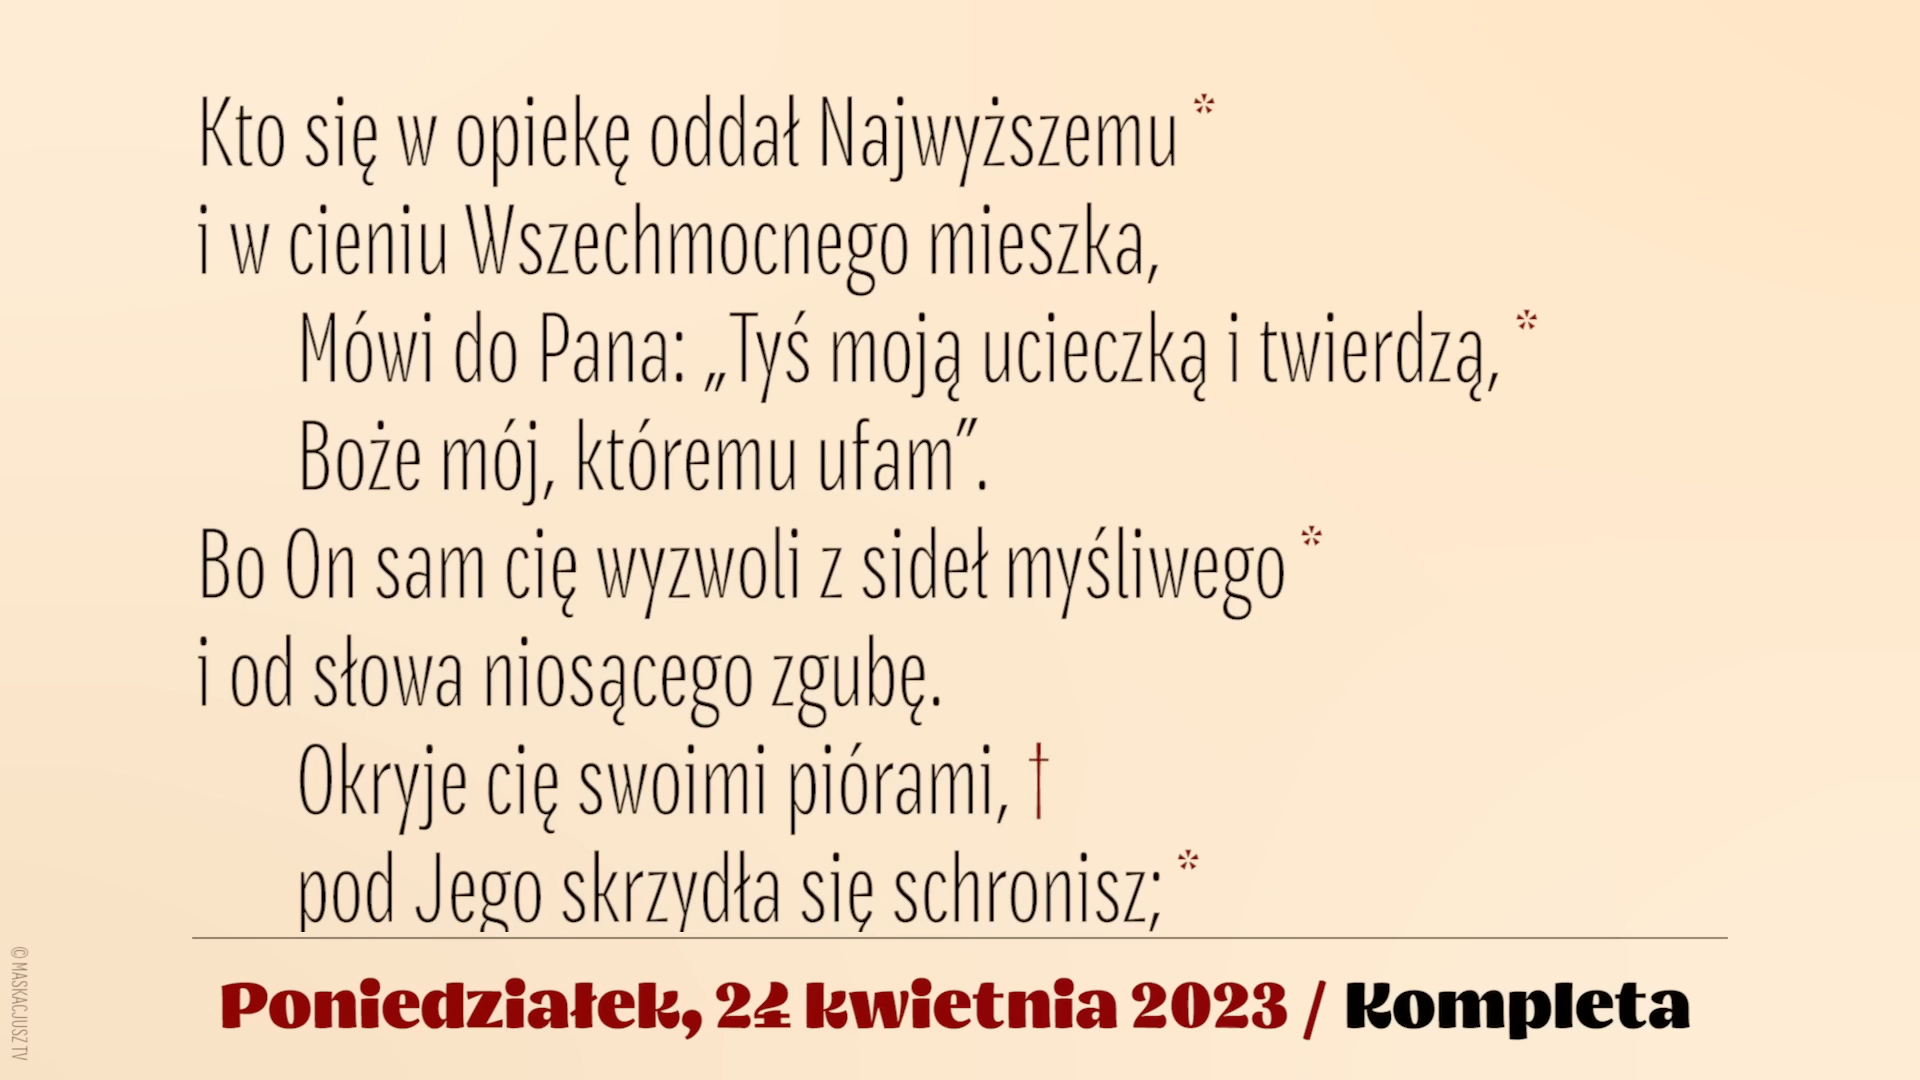 Kto się w opiekę oddał Najwyższemu *
i w cieniu Wszechmocnego mieszka,
Mówi do Pana: „Tyś moją ucieczką i twierdzą, *
Boże mój, któremu ufam”.
Bo On sam cię wyzwoli z sideł myśliwego *
i od słowa niosącego zgubę.
Okryje cię swoimi piórami, †
pod Jego skrzydła się schronisz; *
Poniedziałek, 24 kwietnia 2023 / Kompleta
© MASKACJUSZ TV